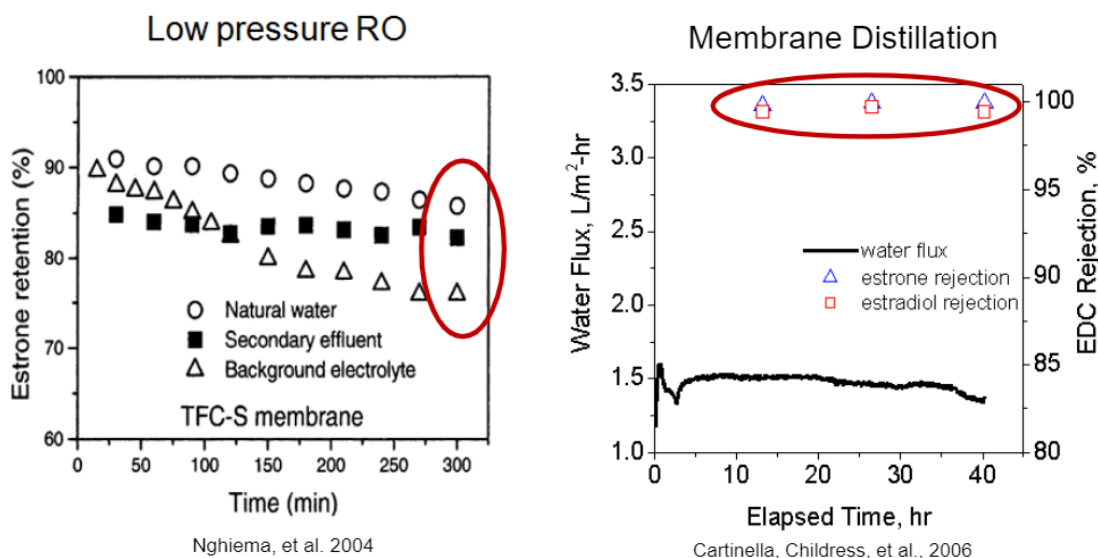 Low pressure RO
100
90
80
70
60
Estrone retention (%)
Natural water
Secondary effluent
Background electrolyte
TFC-S membrane
0 50 100 150 200 250 300
Time (min)
Nghiema, et al. 2004
Membrane Distillation
3.5
3.0
2.5
2.0
1.5
1.0
Water Flux, L/m²-hr
water flux
estrone rejection
estradiol rejection
100
95
90
85
80
EDC Rejection, %
0 10 20 30 40
Elapsed Time, hr
Cartinella, Childress, et al., 2006